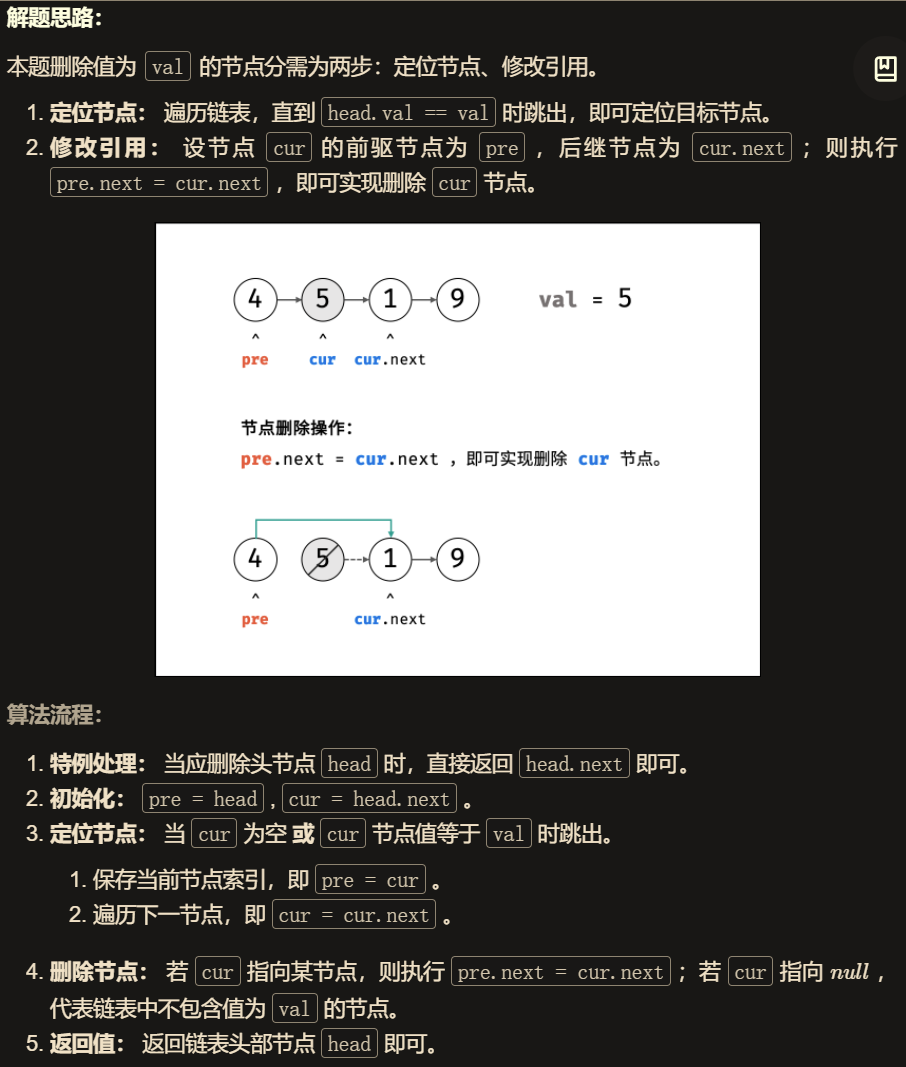 解题思路：
本题删除值为 val 的节点分需为两步：定位节点、修改引用。
1. 定位节点： 遍历链表，直到 head.val == val 时跳出，即可定位目标节点。
2. 修改引用： 设节点 cur 的前驱节点为 pre ，后继节点为 cur.next ；则执行
pre.next = cur.next ，即可实现删除 cur 节点。
4 5 1 9 val = 5
^ ^ ^
pre cur cur.next
节点删除操作：
pre.next = cur.next ，即可实现删除 cur 节点。
4 5 1 9
^ ^
pre cur.next
算法流程：
1. 特例处理： 当应删除头节点 head 时，直接返回 head.next 即可。
2. 初始化： pre = head , cur = head.next 。
3. 定位节点： 当 cur 为空 或 cur 节点值等于 val 时跳出。
1. 保存当前节点索引，即 pre = cur 。
2. 遍历下一节点，即 cur = cur.next 。
4. 删除节点： 若 cur 指向某节点，则执行 pre.next = cur.next ；若 cur 指向 null ，
代表链表中不包含值为 val 的节点。
5. 返回值： 返回链表头部节点 head 即可。